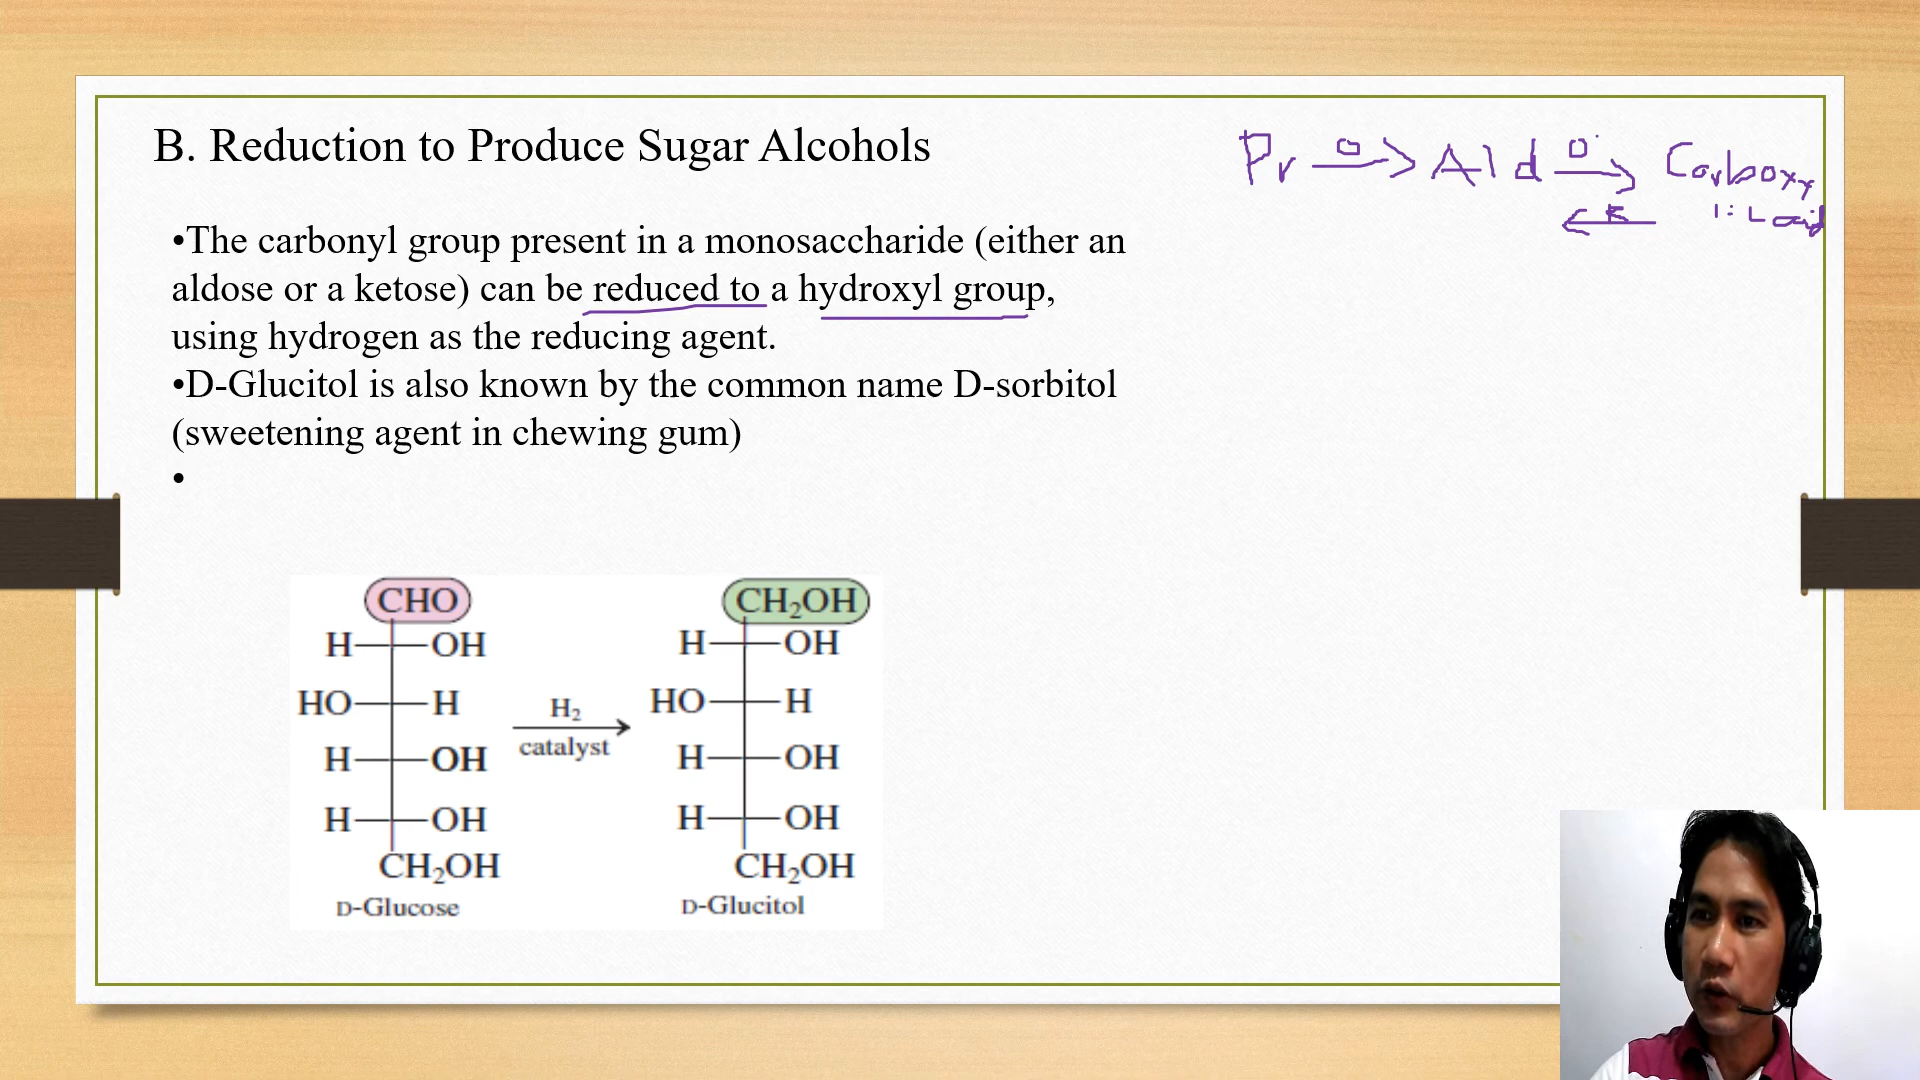 B. Reduction to Produce Sugar Alcohols
Pr O Ald O Carboxy
R acid
•The carbonyl group present in a monosaccharide (either an
aldose or a ketose) can be reduced to a hydroxyl group,
using hydrogen as the reducing agent.
•D-Glucitol is also known by the common name D-sorbitol
(sweetening agent in chewing gum)
•
CHO
H OH
HO H
H OH
H OH
CH₂OH
D-Glucose
H₂
catalyst
CH₂OH
H OH
HO H
H OH
H OH
CH₂OH
D-Glucitol